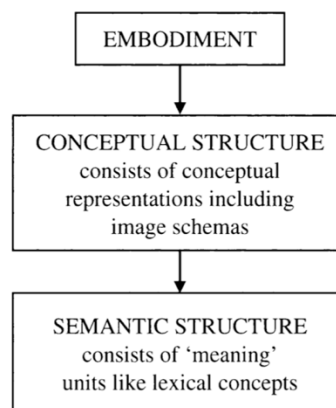 EMBODIMENT
CONCEPTUAL STRUCTURE
consists of conceptual
representations including
image schemas
SEMANTIC STRUCTURE
consists of ‘meaning’
units like lexical concepts